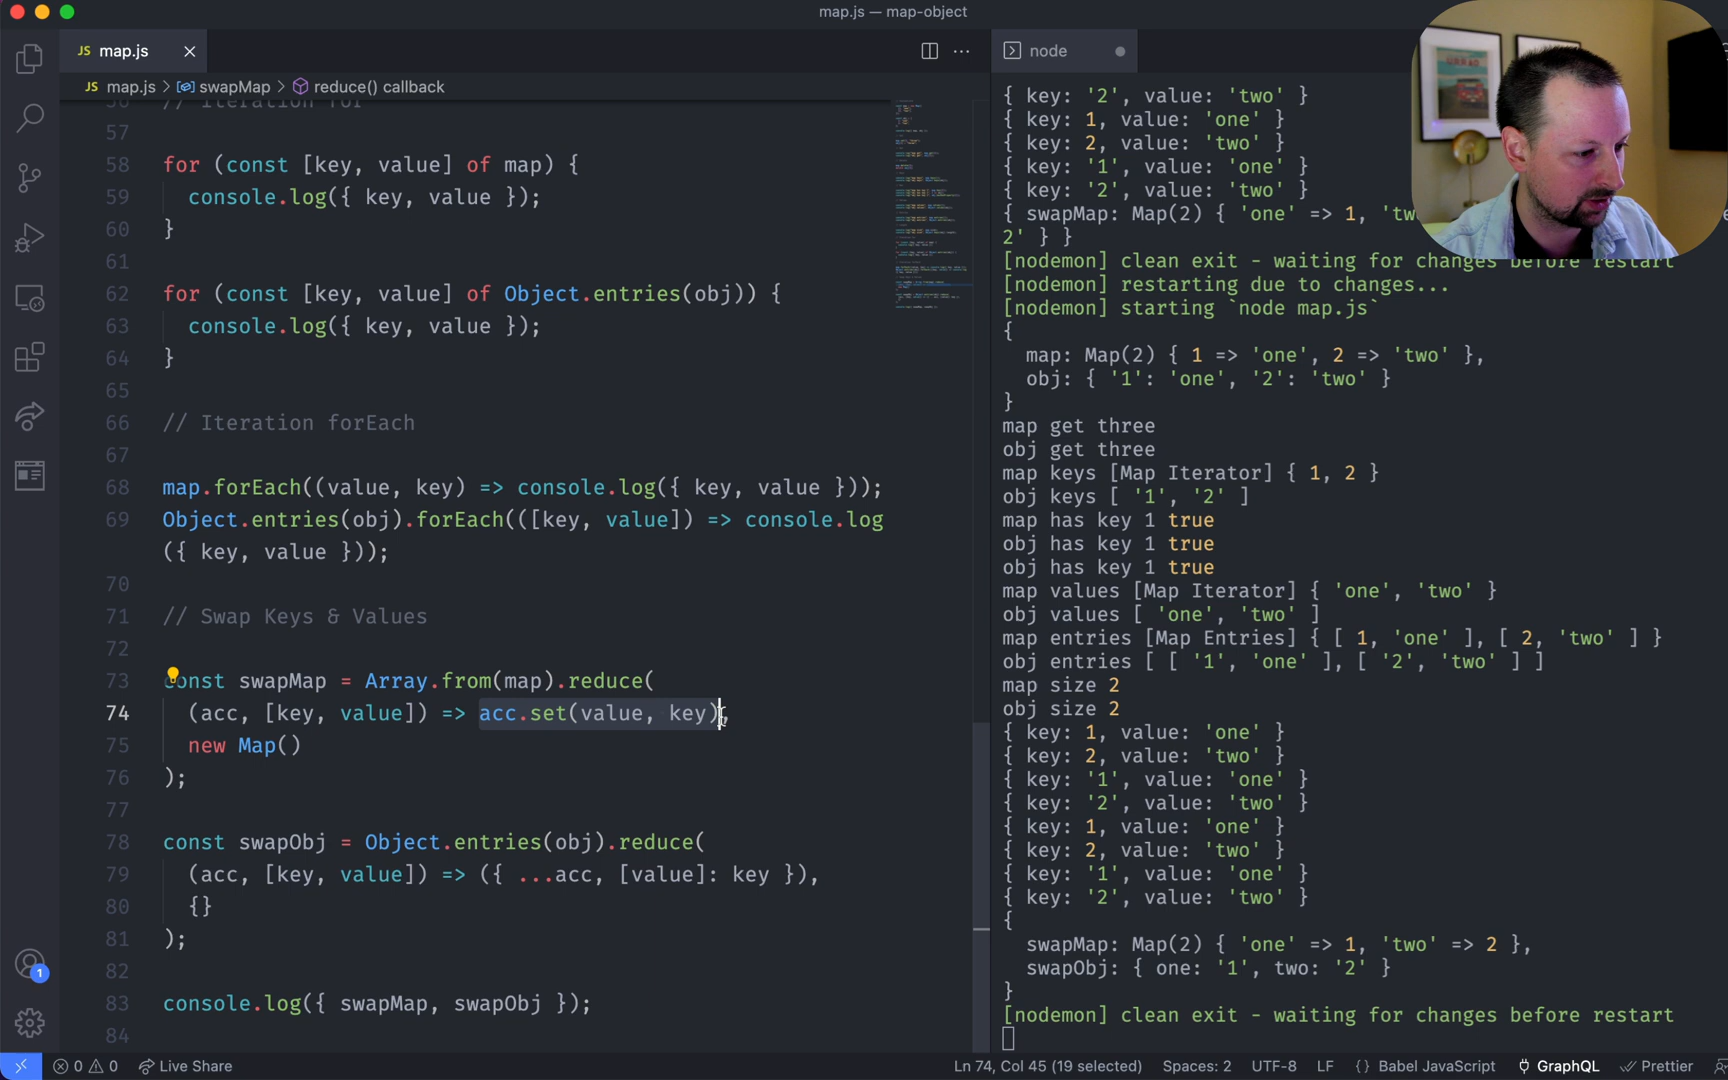 map.js — map-object
JS map.js
node
JS map.js > swapMap > reduce() callback
57
58 for (const [key, value] of map) {
59 console.log({ key, value });
60 }
61
62 for (const [key, value] of Object.entries(obj)) {
63 console.log({ key, value });
64 }
65
66 // Iteration forEach
67
68 map.forEach((value, key) => console.log({ key, value }));
69 Object.entries(obj).forEach(([key, value]) => console.log
({ key, value }));
70
71 // Swap Keys & Values
72
73 const swapMap = Array.from(map).reduce(
74 (acc, [key, value]) => acc.set(value, key),
75 new Map()
76 );
77
78 const swapObj = Object.entries(obj).reduce(
79 (acc, [key, value]) => ({ ...acc, [value]: key }),
80 {}
81 );
82
83 console.log({ swapMap, swapObj });
84
{ key: '2', value: 'two' }
{ key: 1, value: 'one' }
{ key: 2, value: 'two' }
{ key: '1', value: 'one' }
{ key: '2', value: 'two' }
{ swapMap: Map(2) { 'one' => 1,
2' } }
[nodemon] clean exit - waiting for changes before restart
[nodemon] restarting due to changes...
[nodemon] starting `node map.js`
{
map: Map(2) { 1 => 'one', 2 => 'two' },
obj: { '1': 'one', '2': 'two' }
}
map get three
obj get three
map keys [Map Iterator] { 1, 2 }
obj keys [ '1', '2' ]
map has key 1 true
obj has key 1 true
obj has key 1 true
map values [Map Iterator] { 'one', 'two' }
obj values [ 'one', 'two' ]
map entries [Map Entries] { [ 1, 'one' ], [ 2, 'two' ] }
obj entries [ [ '1', 'one' ], [ '2', 'two' ] ]
map size 2
obj size 2
{ key: 1, value: 'one' }
{ key: 2, value: 'two' }
{ key: '1', value: 'one' }
{ key: '2', value: 'two' }
{ key: 1, value: 'one' }
{ key: 2, value: 'two' }
{ key: '1', value: 'one' }
{ key: '2', value: 'two' }
{
swapMap: Map(2) { 'one' => 1, 'two' => 2 },
swapObj: { one: '1', two: '2' }
}
[nodemon] clean exit - waiting for changes before restart
1
0 0 Live Share Ln 74, Col 45 (19 selected) Spaces: 2 UTF-8 LF {} Babel JavaScript GraphQL Prettier